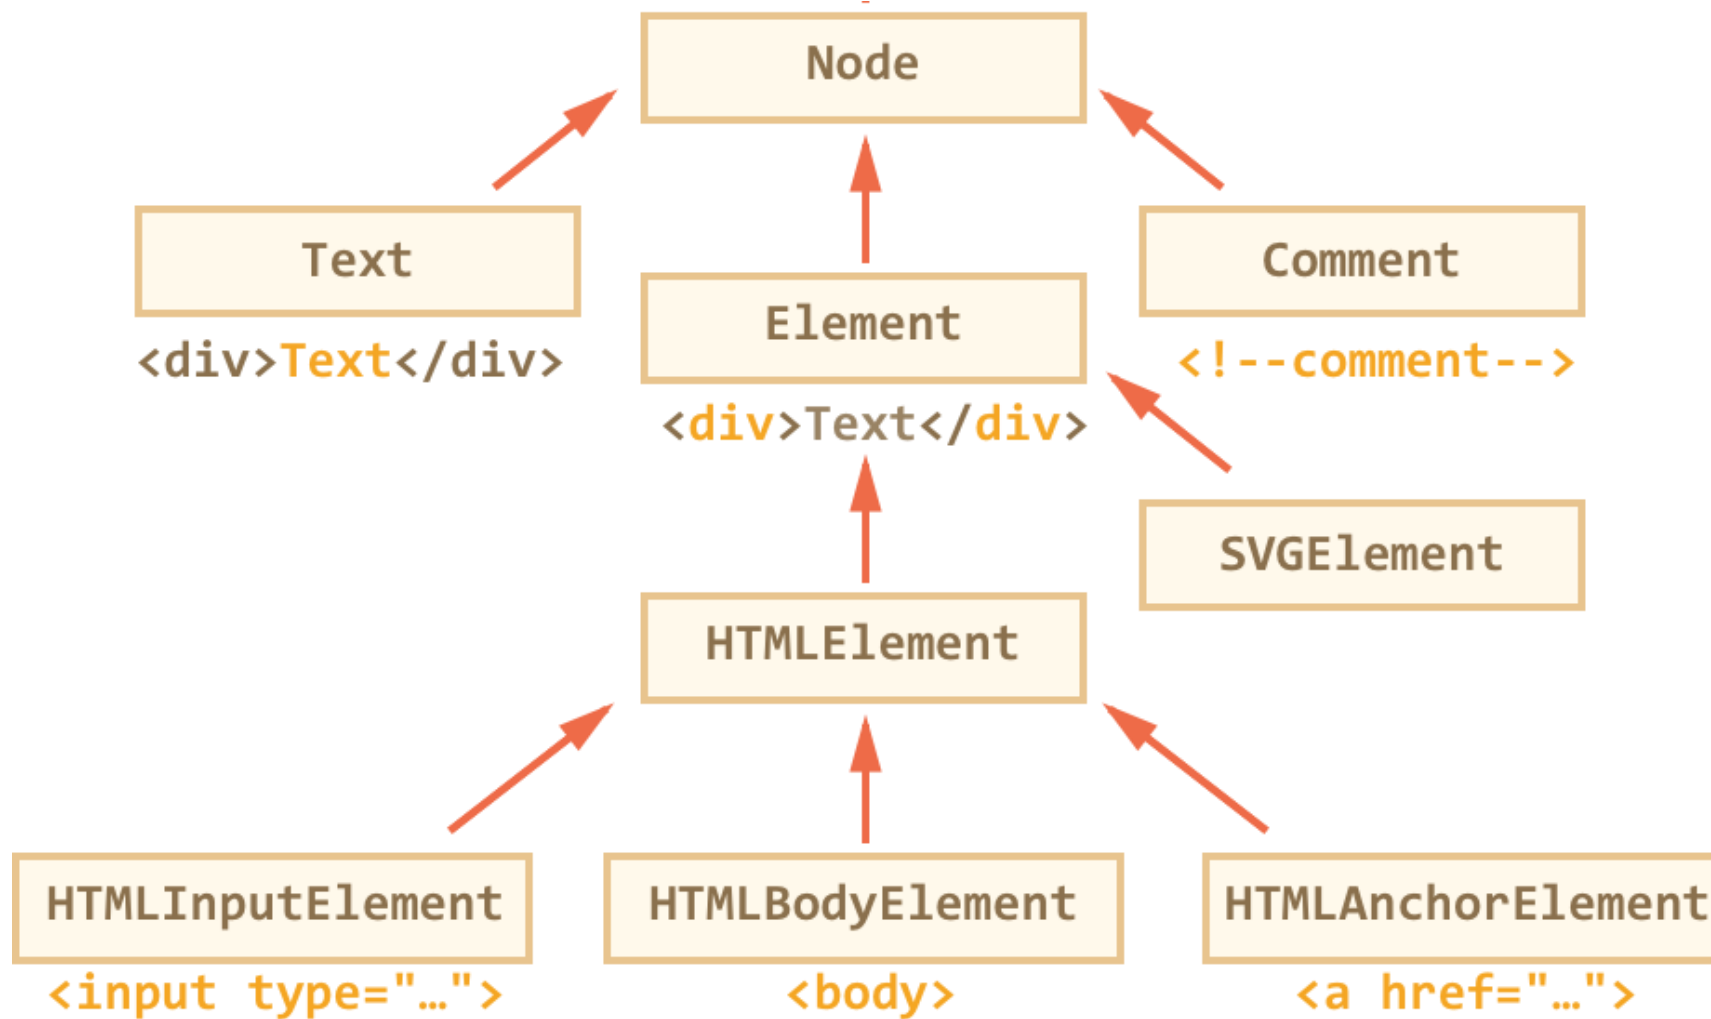 Node
Text
Comment
Element
<div>Text</div>
<!--comment-->
<div>Text</div>
SVGElement
HTMLElement
HTMLInputElement
HTMLBodyElement
HTMLAnchorElement
<input type="…">
<body>
<a href="…">